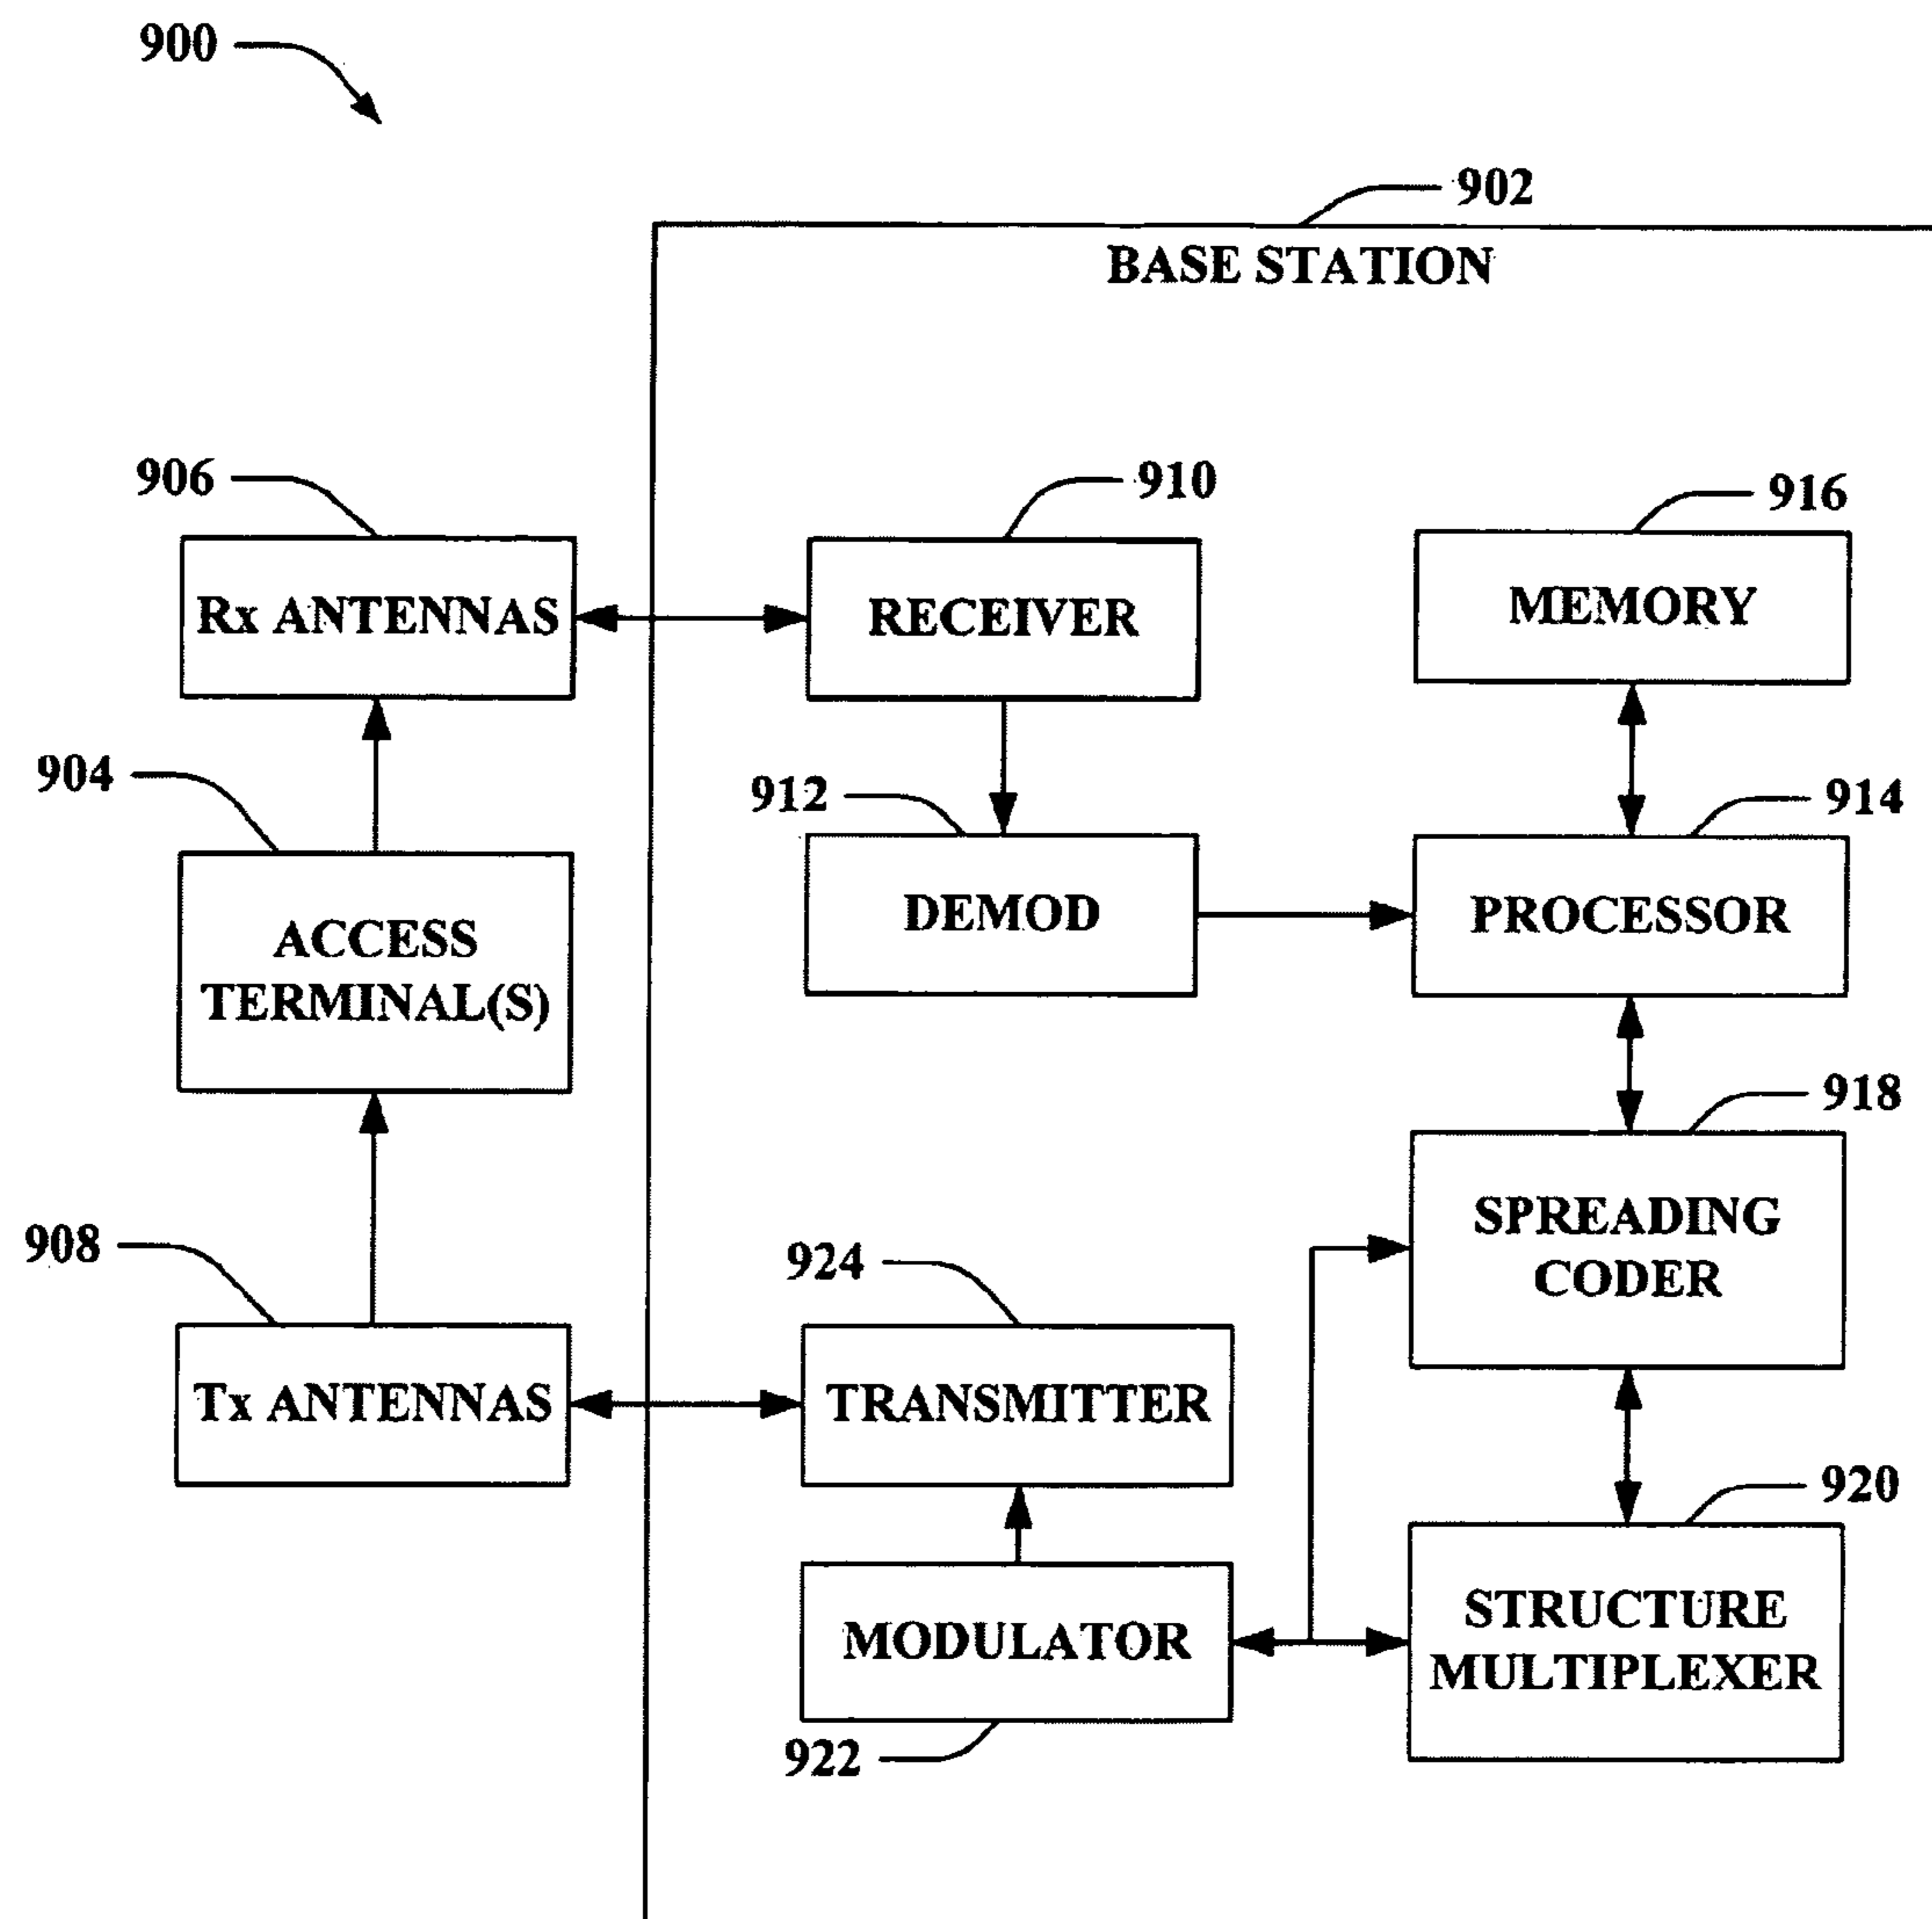 900
902
BASE STATION
906
910
916
Rx ANTENNAS
RECEIVER
MEMORY
904
912
914
ACCESS
TERMINAL(S)
DEMOD
PROCESSOR
918
908
924
SPREADING
CODER
Tx ANTENNAS
TRANSMITTER
920
MODULATOR
STRUCTURE
MULTIPLEXER
922